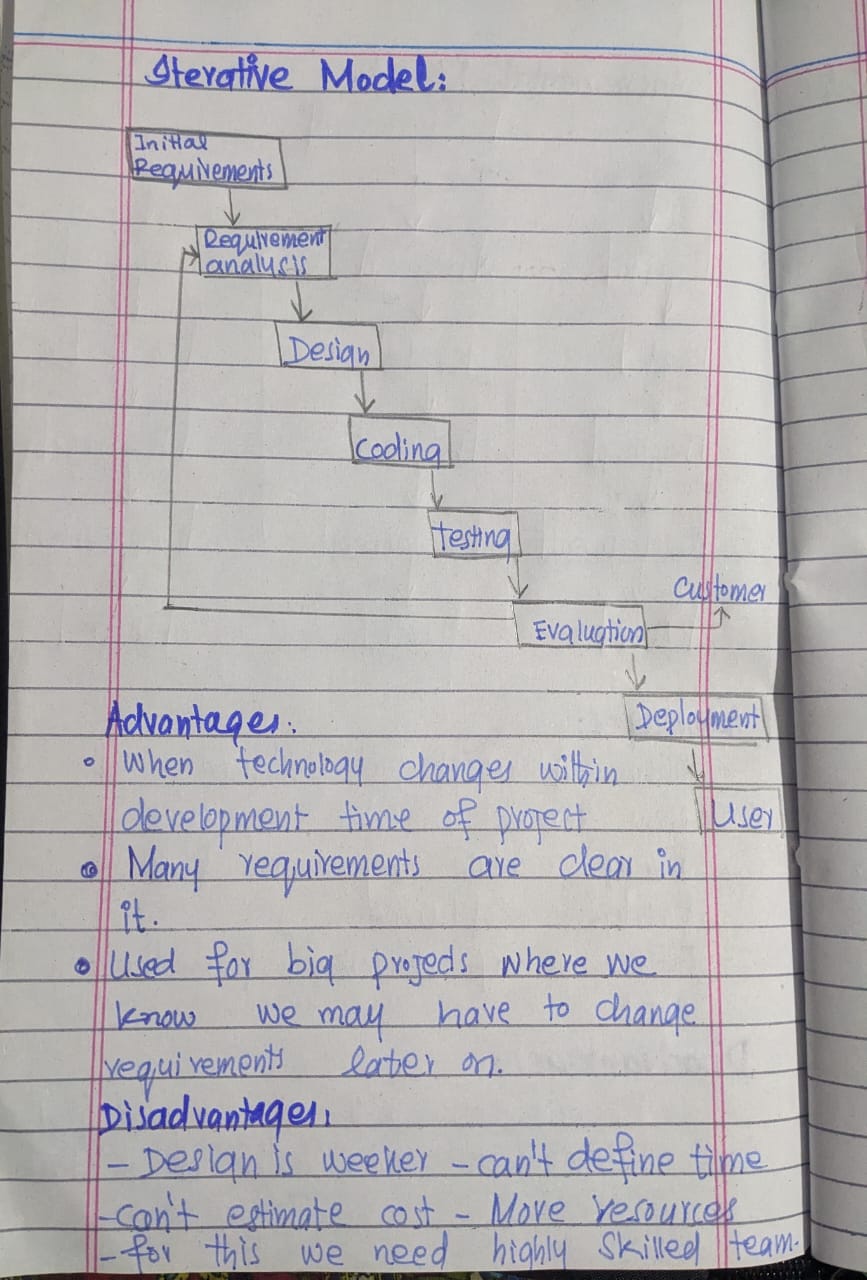 Iterative Model:
Initial
Requirements
Requirement
analysis
Design
Coding
testing
Customer
Evaluation
Deployment
User
Advantages:
When technology changes within
development time of project
Many requirements are clear in
it.
Used for big projects where we
know we may have to change
requirements later on.
Disadvantages:
- Design is weeker - can't define time
- Can't estimate cost - More resources
- for this we need highly skilled team.